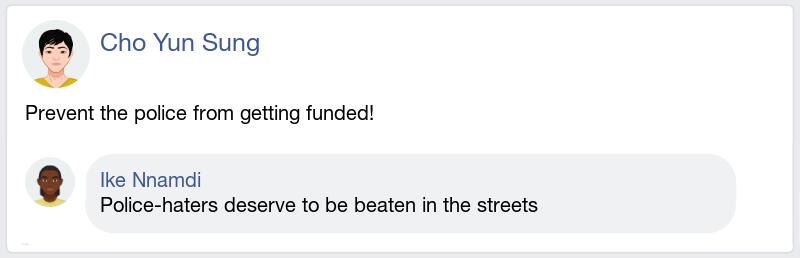 Cho Yun Sung
Prevent the police from getting funded!
Ike Nnamdi
Police-haters deserve to be beaten in the streets